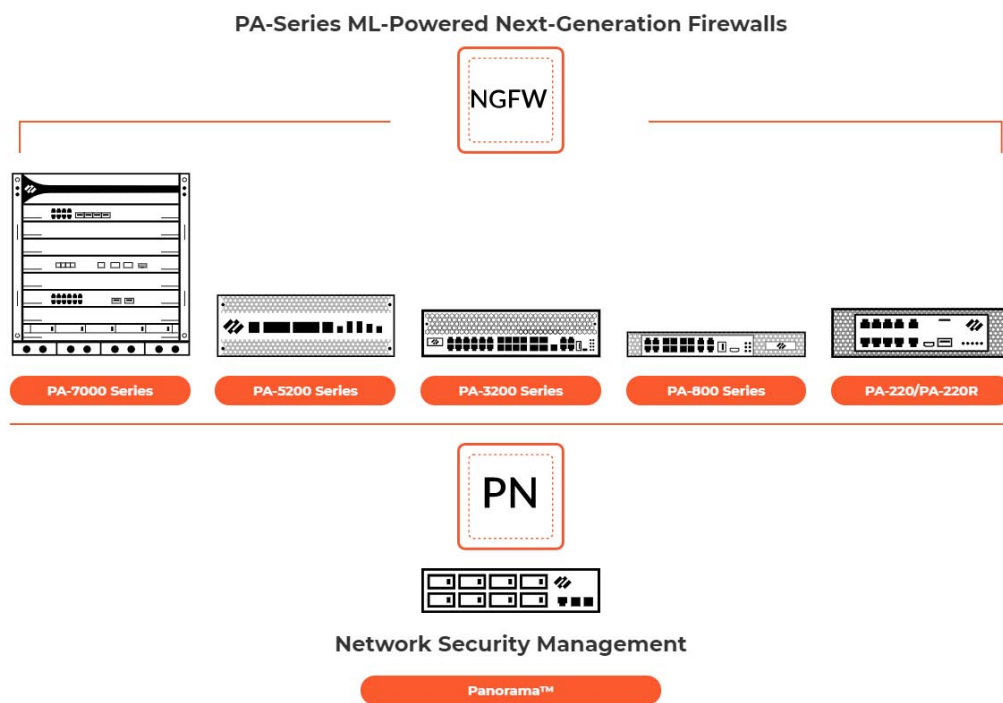 PA-Series ML-Powered Next-Generation Firewalls
NGFW
PA-7000 Series
PA-5200 Series
PA-3200 Series
PA-800 Series
PA-220/PA-220R
PN
Network Security Management
Panorama™